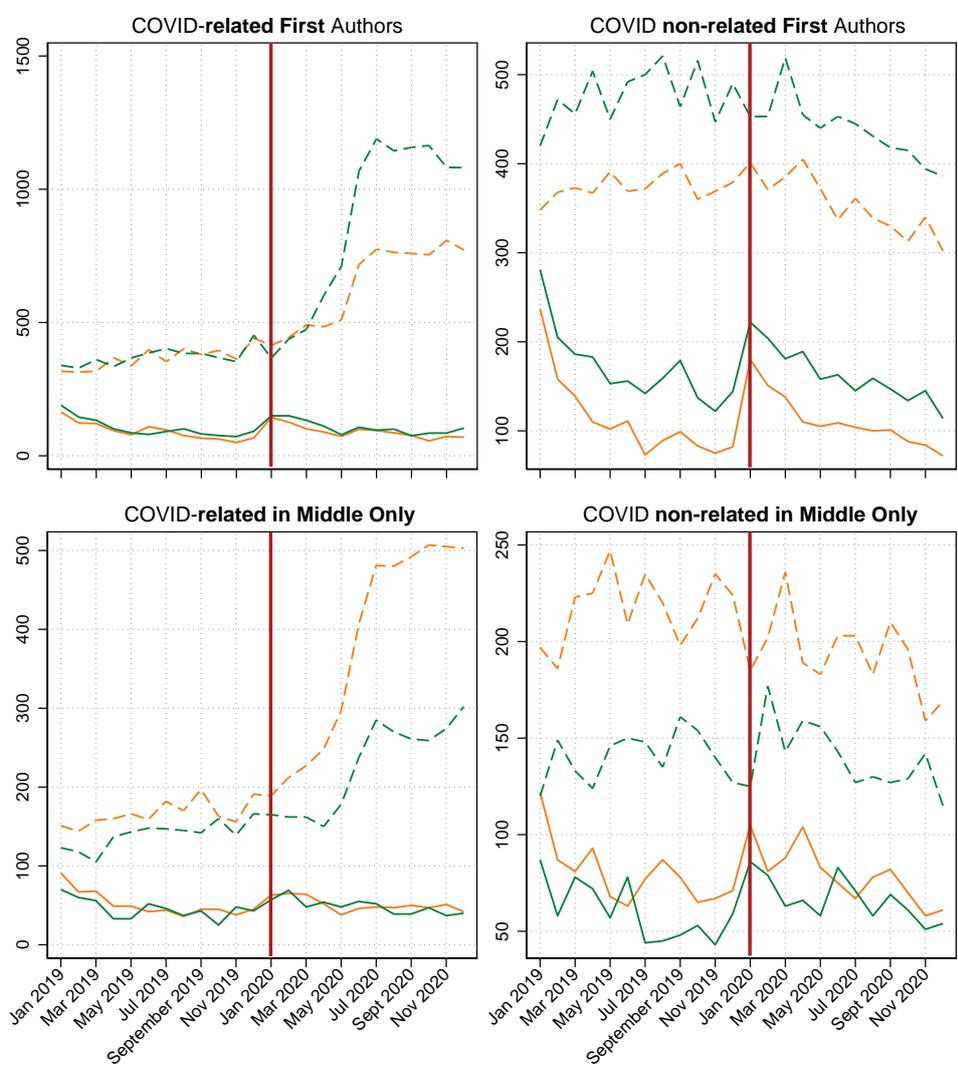 COVID-related First Authors
COVID non-related First Authors
1500
1000
500
0
500
400
300
200
100
COVID-related in Middle Only
COVID non-related in Middle Only
500
400
300
200
100
0
250
200
150
100
50
Jan 2019
Mar 2019
May 2019
Jul 2019
September 2019
Nov 2019
Jan 2020
Mar 2020
May 2020
Jul 2020
Sept 2020
Nov 2020
Jan 2019
Mar 2019
May 2019
Jul 2019
September 2019
Nov 2019
Jan 2020
Mar 2020
May 2020
Jul 2020
Sept 2020
Nov 2020